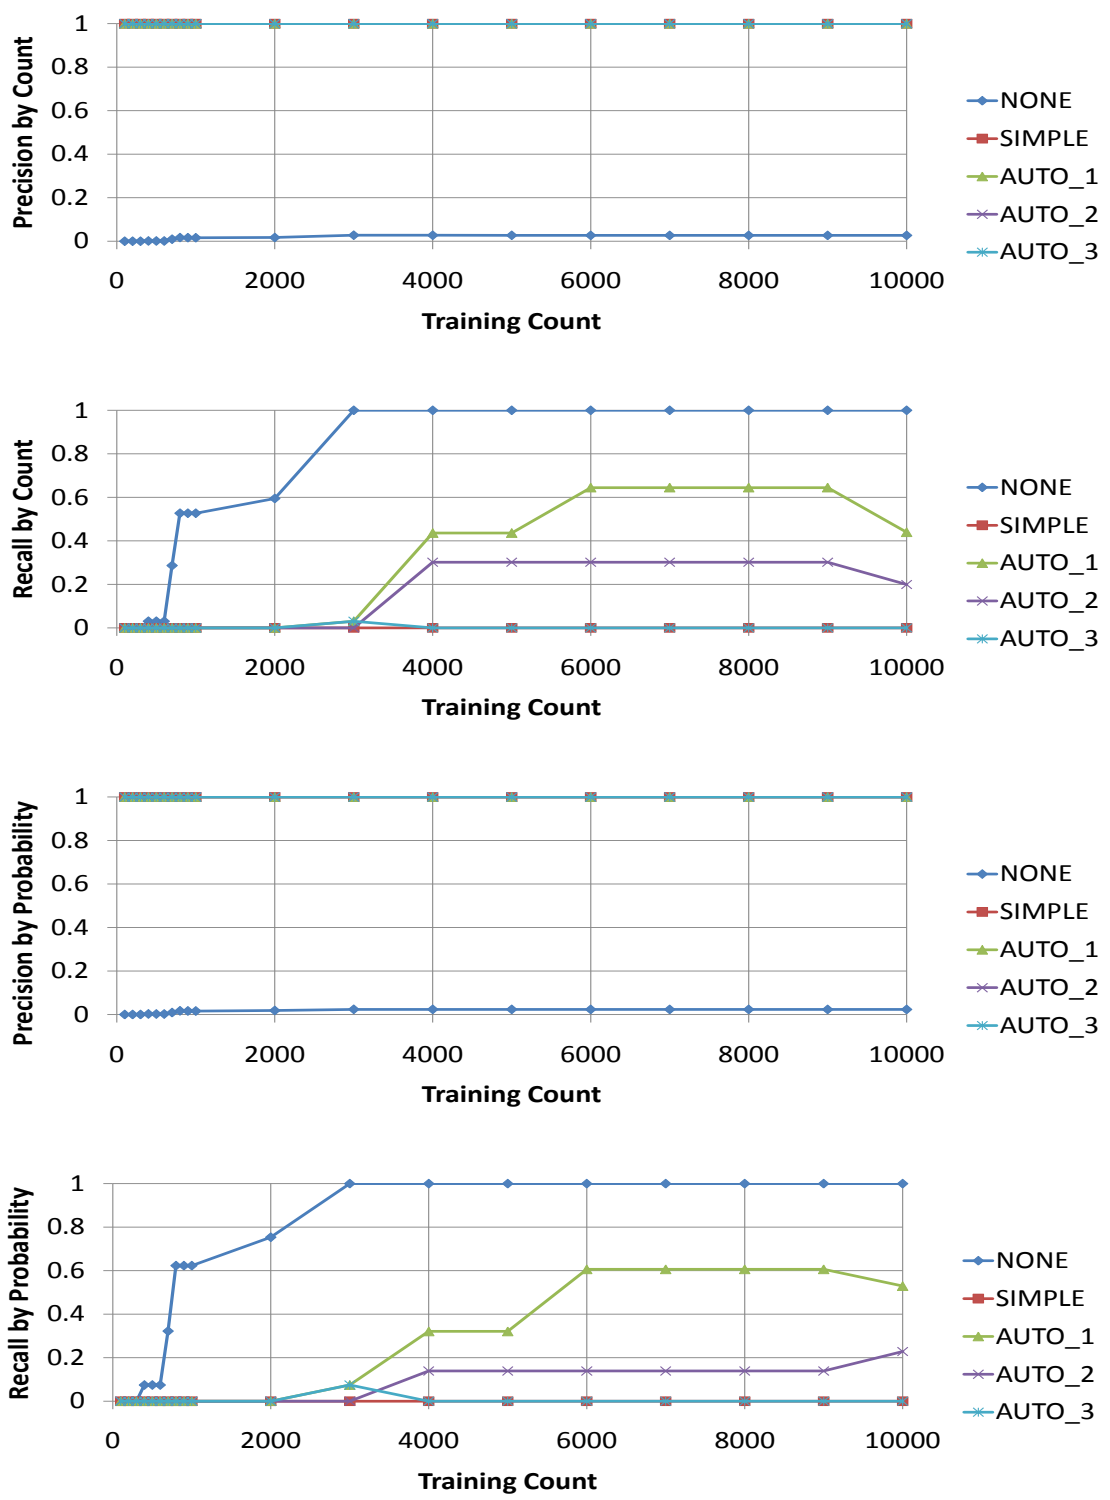 Precision by Count
1
0.8
0.6
0.4
0.2
0
0 2000 4000 6000 8000 10000
Training Count
NONE
SIMPLE
AUTO_1
AUTO_2
AUTO_3
Recall by Count
1
0.8
0.6
0.4
0.2
0
0 2000 4000 6000 8000 10000
Training Count
NONE
SIMPLE
AUTO_1
AUTO_2
AUTO_3
Precision by Probability
1
0.8
0.6
0.4
0.2
0
0 2000 4000 6000 8000 10000
Training Count
NONE
SIMPLE
AUTO_1
AUTO_2
AUTO_3
Recall by Probability
1
0.8
0.6
0.4
0.2
0
0 2000 4000 6000 8000 10000
Training Count
NONE
SIMPLE
AUTO_1
AUTO_2
AUTO_3